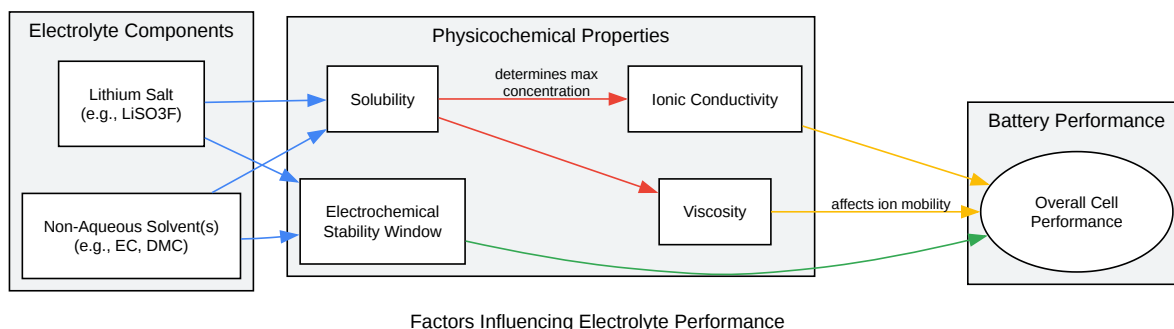 Electrolyte Components
Lithium Salt
(e.g., LiSO3F)
Non-Aqueous Solvent(s)
(e.g., EC, DMC)
Physicochemical Properties
Solubility
determines max
concentration
Ionic Conductivity
Electrochemical
Stability Window
Viscosity
affects ion mobility
Battery Performance
Overall Cell
Performance
Factors Influencing Electrolyte Performance